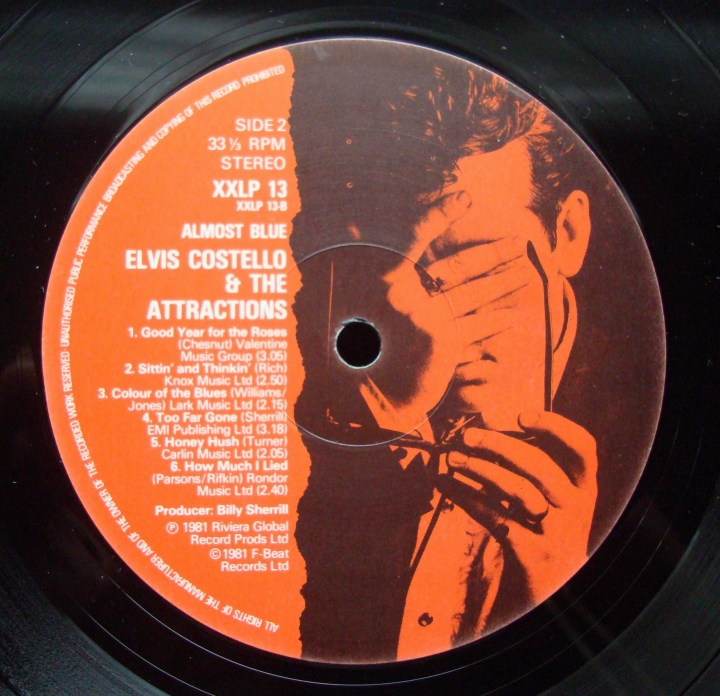 SIDE 2
33 ⅓ RPM
STEREO
XXLP 13
XXLP 13-B
ALMOST BLUE
ELVIS COSTELLO
& THE
ATTRACTIONS
1. Good Year for the Roses
(Chesnut) Valentine
Music Group (3.05)
2. Sittin' and Thinkin' (Rich)
Knox Music Ltd (2.50)
3. Colour of the Blues (Williams/
Jones) Lark Music Ltd (2.15)
4. Too Far Gone (Sherrill)
EMI Publishing Ltd (3.18)
5. Honey Hush (Turner)
Carlin Music Ltd (2.05)
6. How Much I Lied
(Parsons/Rifkin) Rondor
Music Ltd (2.40)
Producer: Billy Sherrill
℗ 1981 Riviera Global
Record Prods Ltd
© 1981 F-Beat
Records Ltd
ALL RIGHTS OF THE MANUFACTURER AND OF THE OWNER OF THE RECORDED WORK RESERVED UNAUTHORISED PUBLIC PERFORMANCE BROADCASTING AND COPYING OF THIS RECORD PROHIBITED